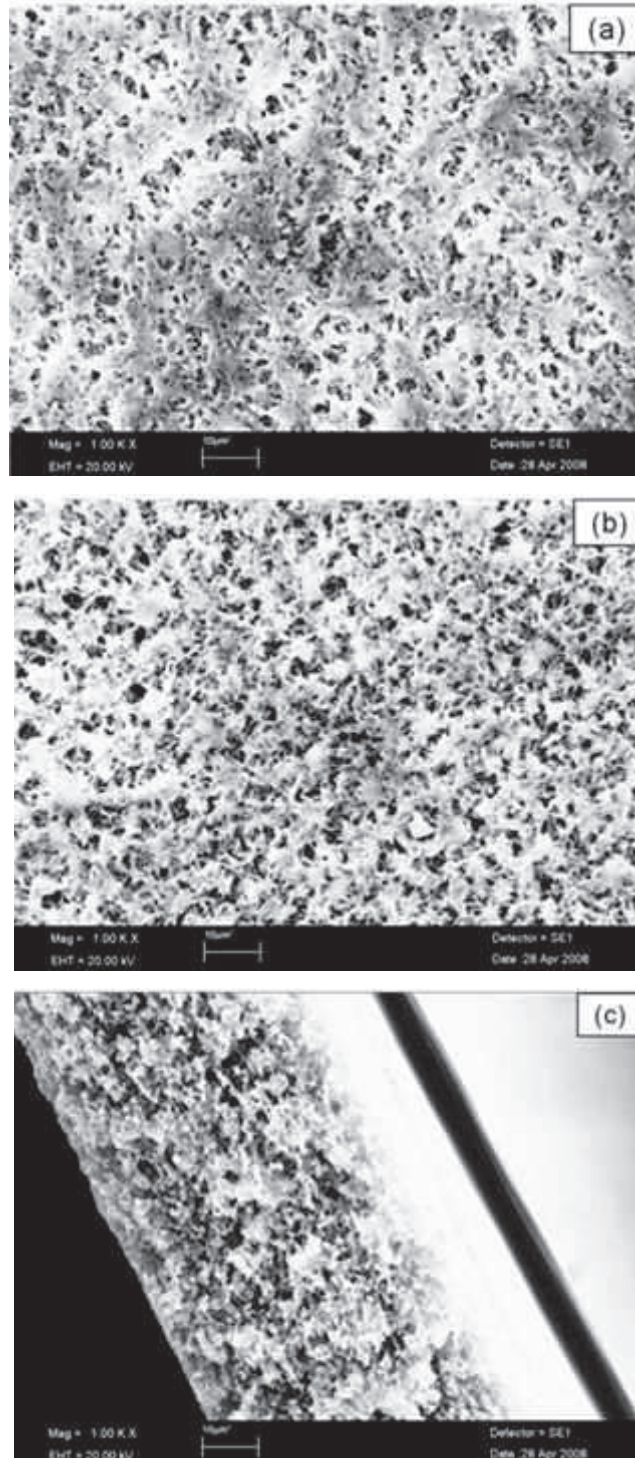 (a)
Mag = 1.00 K X
Detector = SE1
EHT = 20.00 kV
Date :28 Apr 2008
(b)
Mag = 1.00 K X
10µm
Detector = SE1
EHT = 20.00 kV
Date :28 Apr 2008
(c)
Mag = 1.00 K X
10µm
Detector = SE1
EHT = 20.00 kV
Date :28 Apr 2008